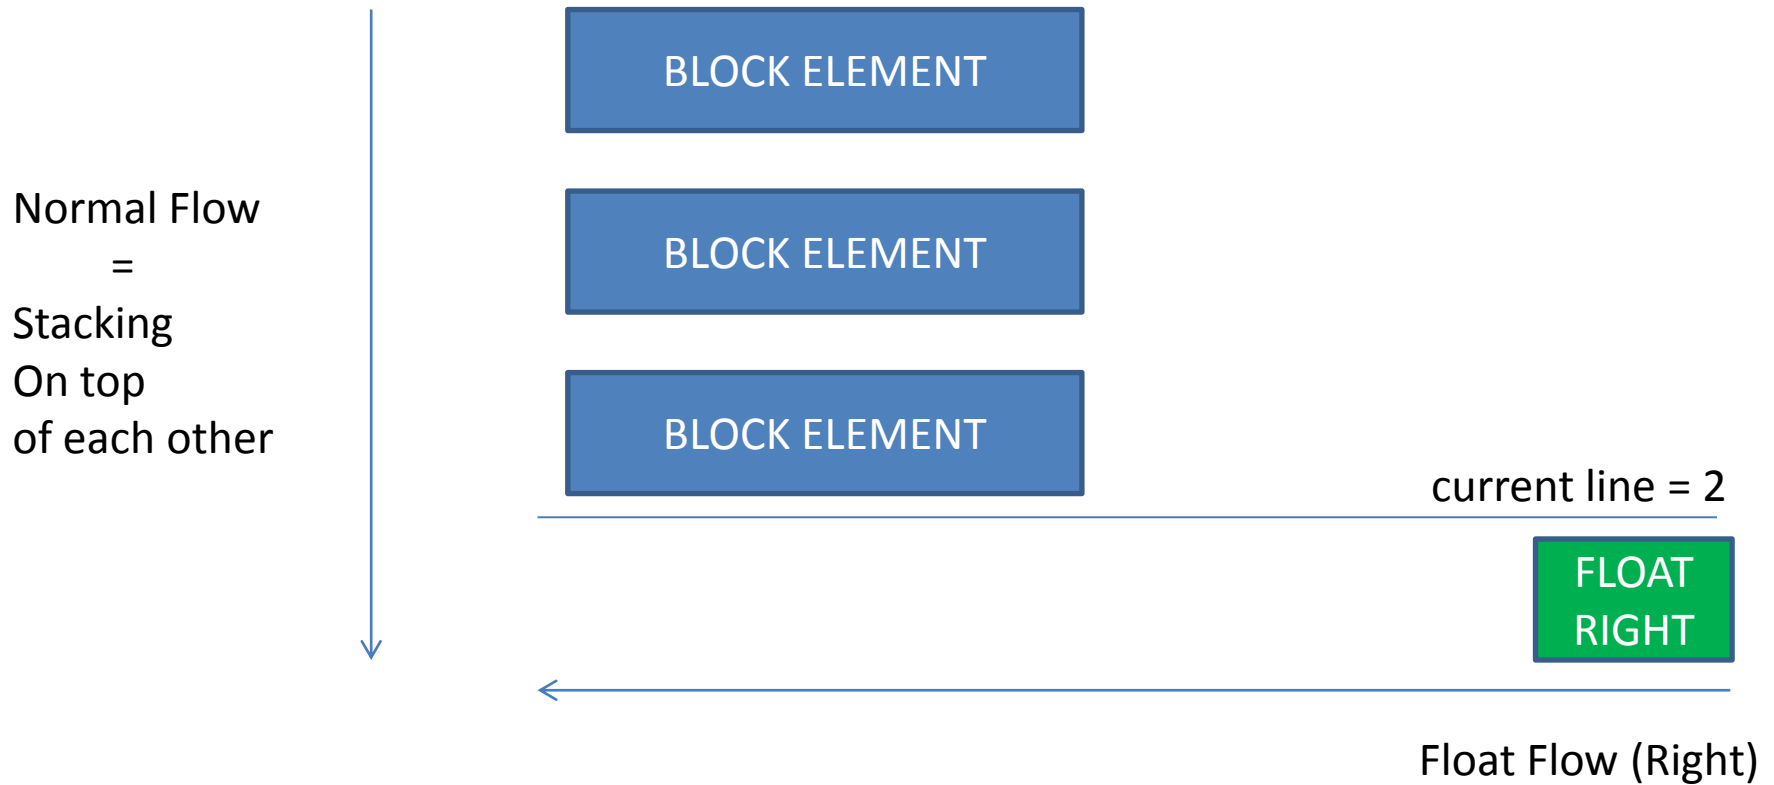 BLOCK ELEMENT
Normal Flow
=
Stacking
On top
of each other
BLOCK ELEMENT
BLOCK ELEMENT
current line = 2
FLOAT
RIGHT
Float Flow (Right)